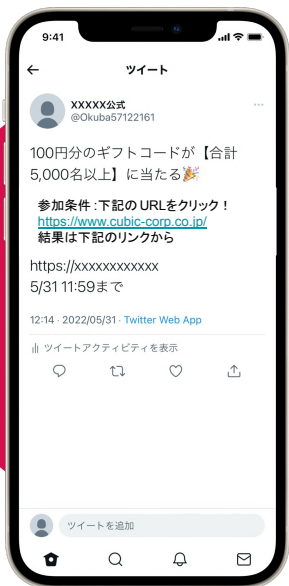 9:41
ツイート
XXXXX公式
@Okuba57122161
100円分のギフトコードが【合計
5,000名以上】に当たる🎉
参加条件:下記のURLをクリック！
https://www.cubic-corp.co.jp/
結果は下記のリンクから
https://xxxxxxxxxxxx
5/31 11:59まで
12:14 · 2022/05/31 · Twitter Web App
ツイートアクティビティを表示
ツイートを追加